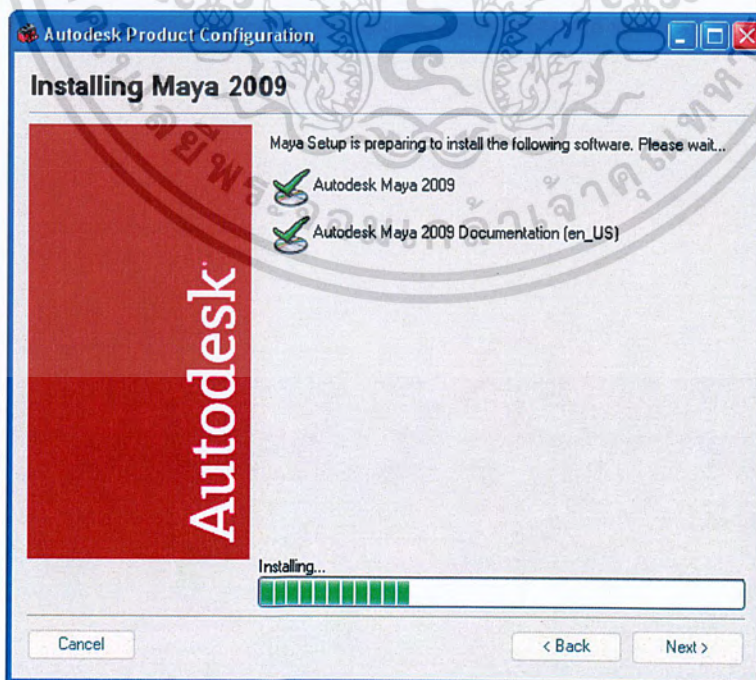 Autodesk Product Configuration
Installing Maya 2009
Maya Setup is preparing to install the following software. Please wait...
Autodesk Maya 2009
Autodesk Maya 2009 Documentation (en_US)
Autodesk
Installing...
Cancel
< Back
Next >